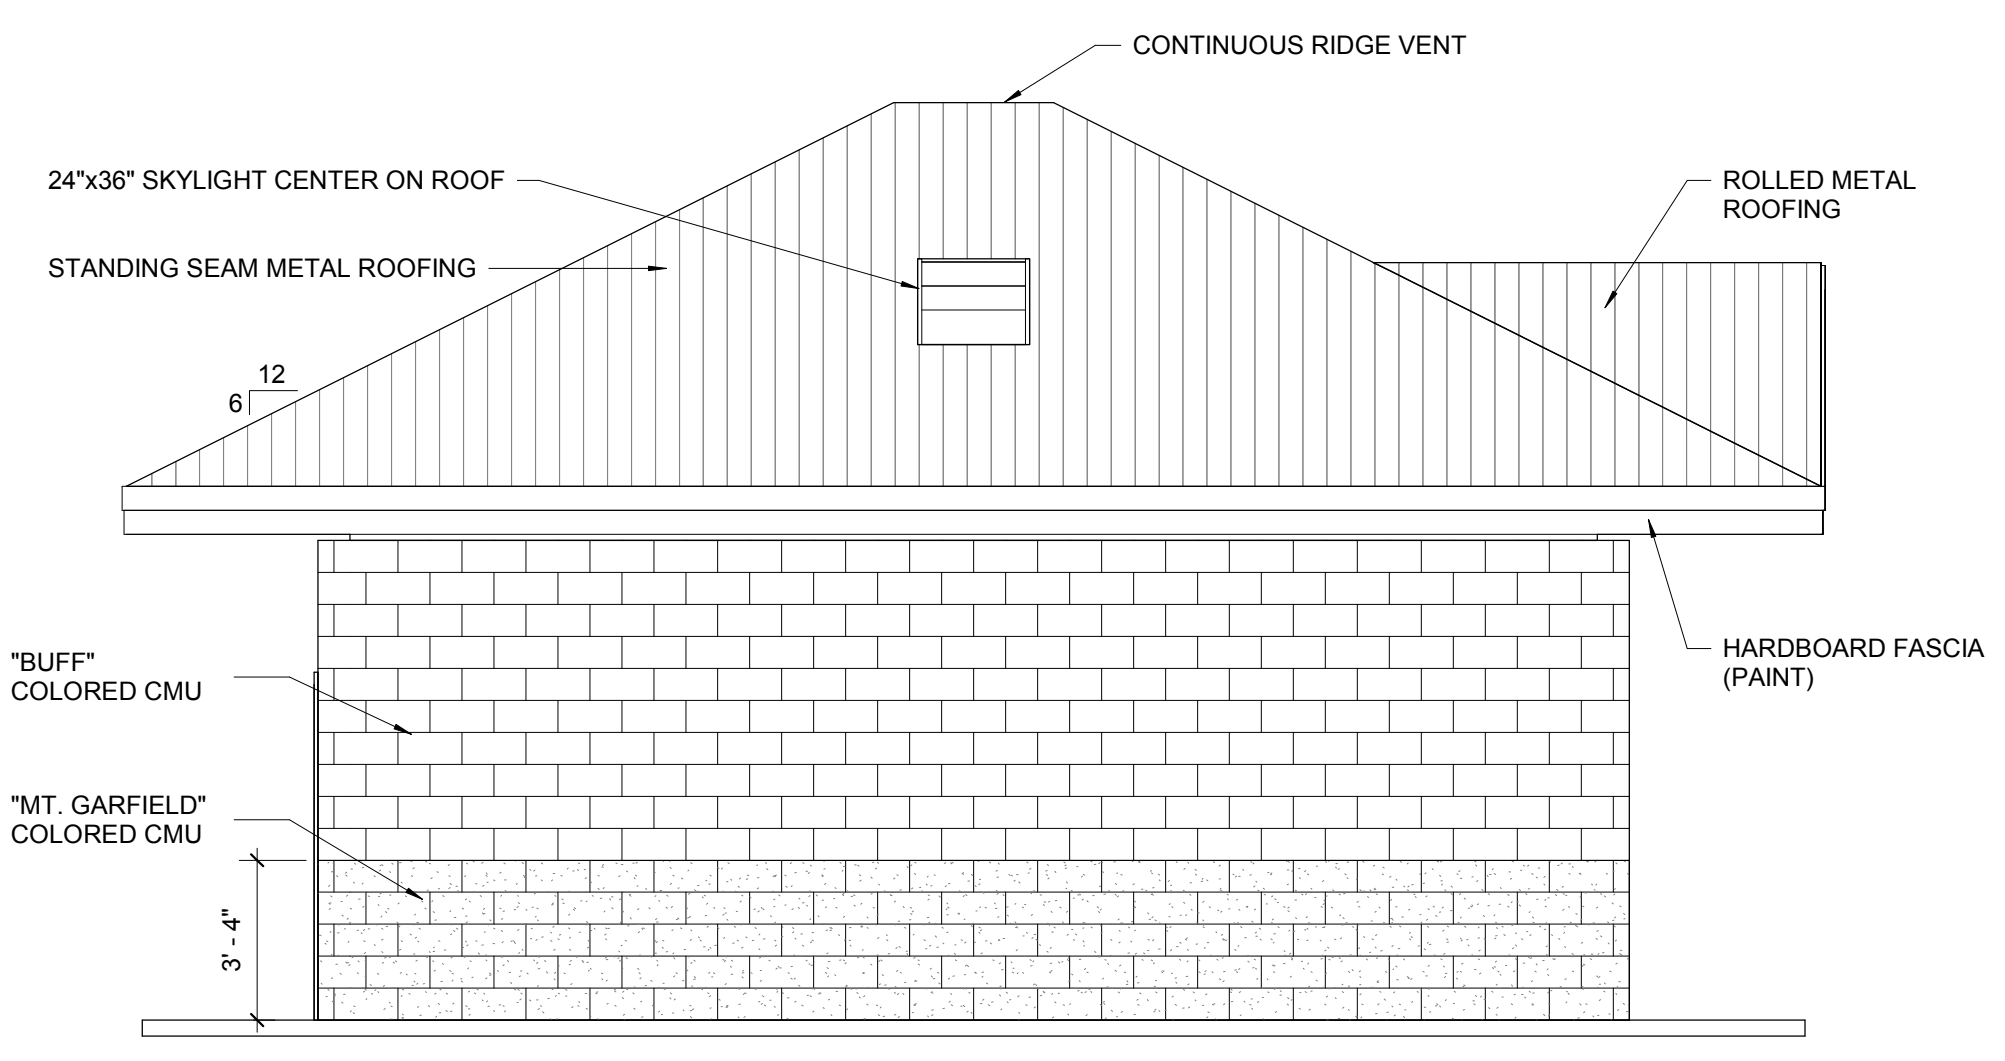 CONTINUOUS RIDGE VENT
24"x36" SKYLIGHT CENTER ON ROOF
ROLLED METAL
ROOFING
STANDING SEAM METAL ROOFING
12
6
HARDBOARD FASCIA
(PAINT)
"BUFF"
COLORED CMU
"MT. GARFIELD"
COLORED CMU
3' - 4"